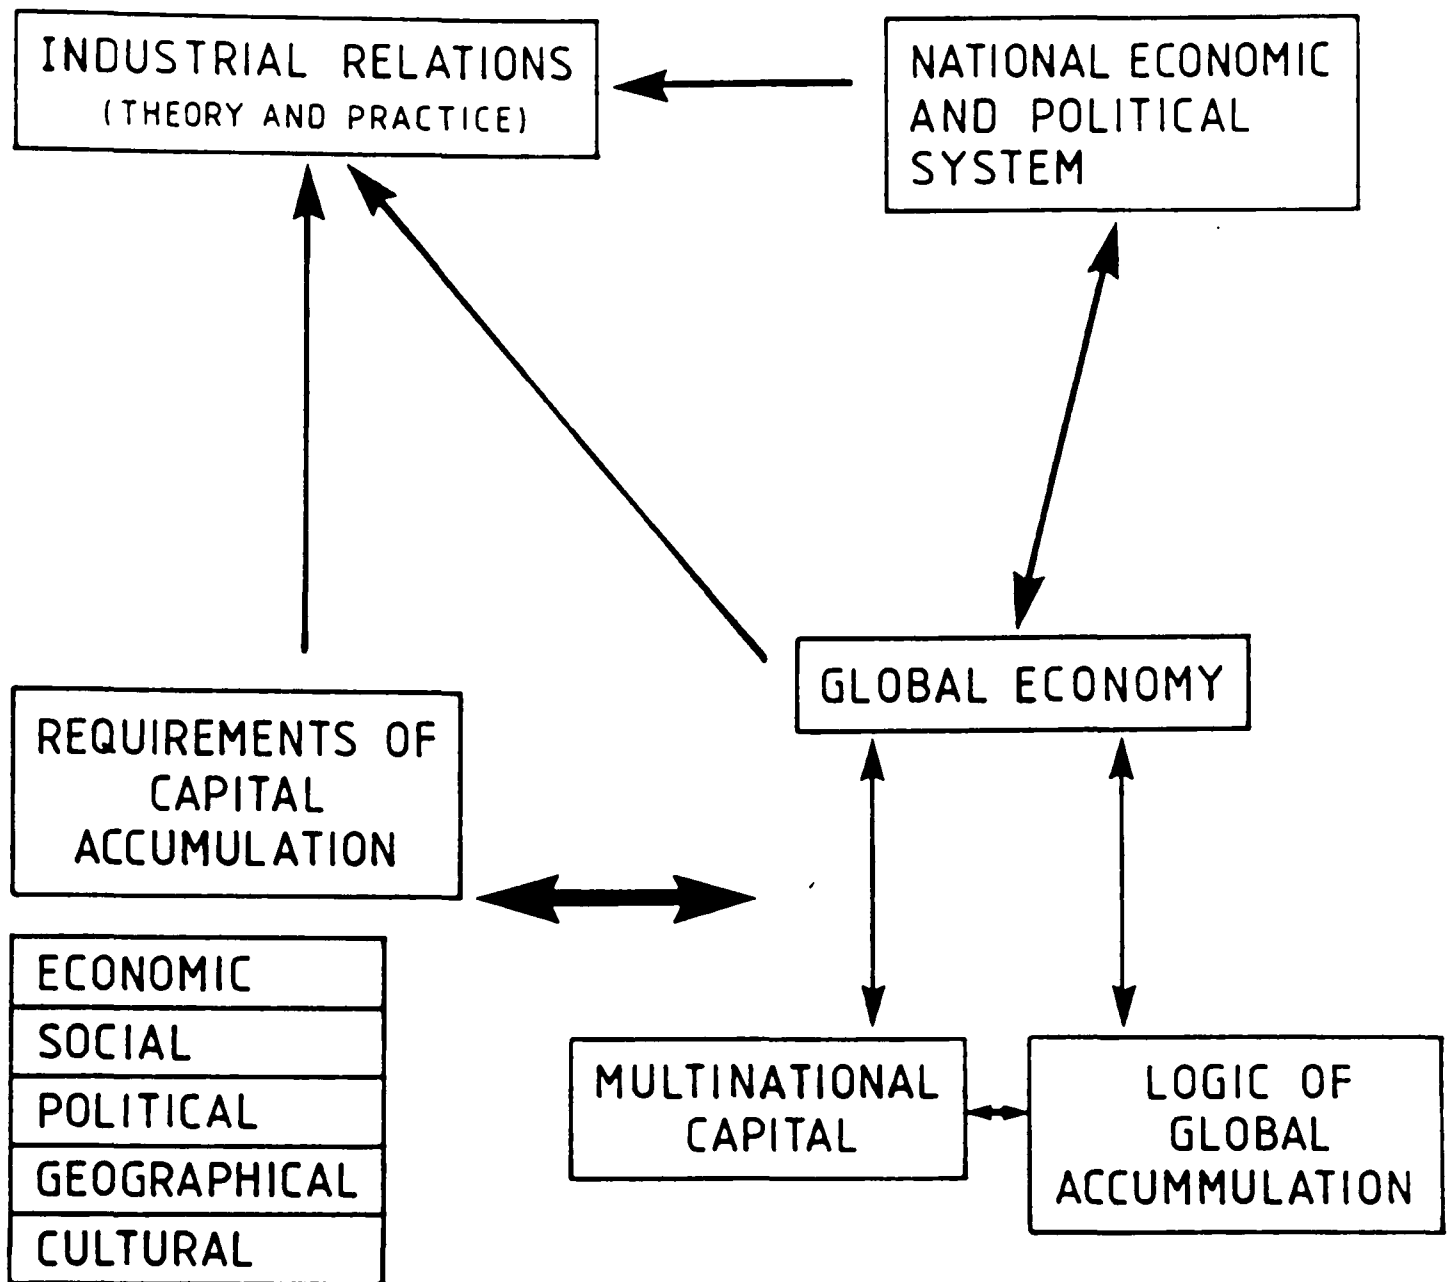 INDUSTRIAL RELATIONS
(THEORY AND PRACTICE)
NATIONAL ECONOMIC
AND POLITICAL
SYSTEM
GLOBAL ECONOMY
REQUIREMENTS OF
CAPITAL
ACCUMULATION
ECONOMIC
SOCIAL
POLITICAL
GEOGRAPHICAL
CULTURAL
MULTINATIONAL
CAPITAL
LOGIC OF
GLOBAL
ACCUMMULATION